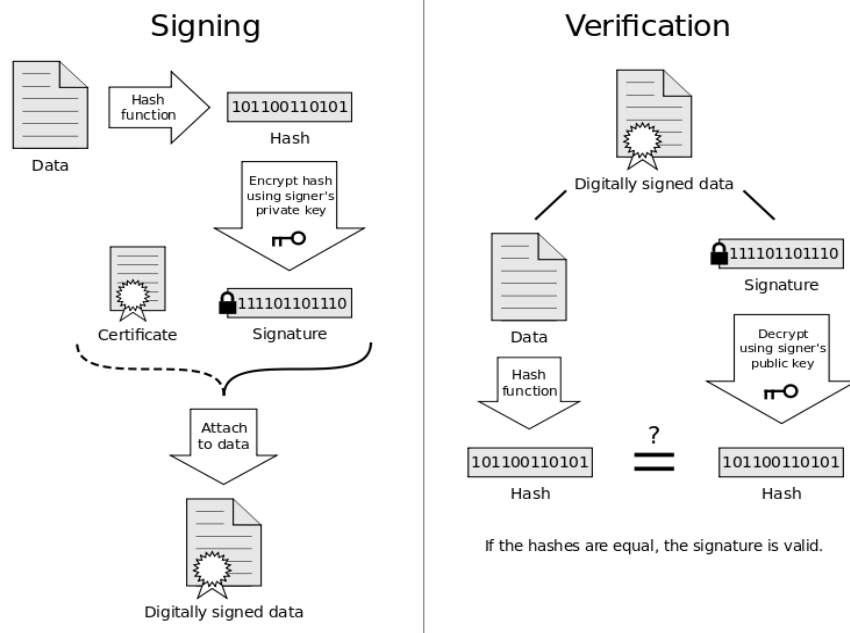 Signing
Hash
function
101100110101
Hash
Data
Encrypt hash
using signer's
private key
111101101110
Certificate
Signature
Attach
to data
Digitally signed data
Verification
Digitally signed data
Data
111101101110
Signature
Hash
function
Decrypt
using signer's
public key
101100110101
Hash
?
=
101100110101
Hash
If the hashes are equal, the signature is valid.